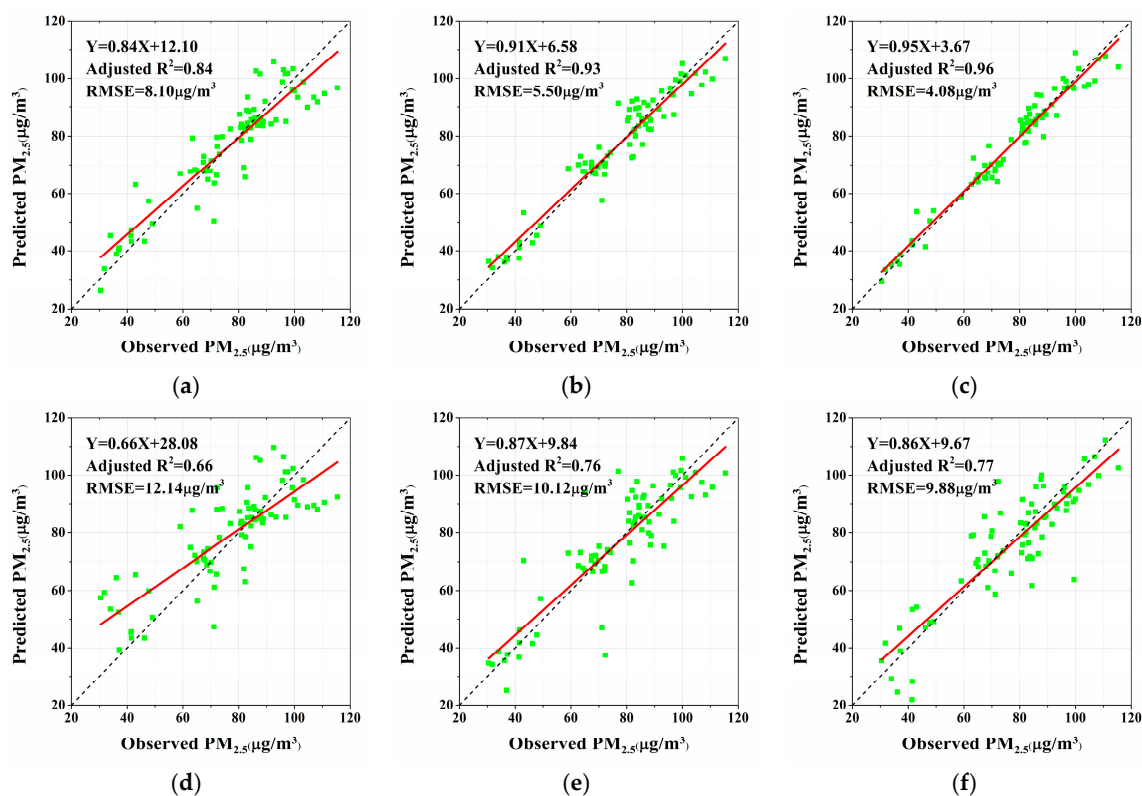 Y=0.84X+12.10
Adjusted R²=0.84
RMSE=8.10μg/m³
Predicted PM₂.₅(μg/m³)
120
100
80
60
40
20
20 40 60 80 100 120
Observed PM₂.₅(μg/m³)
(a)
Y=0.91X+6.58
Adjusted R²=0.93
RMSE=5.50μg/m³
Predicted PM₂.₅(μg/m³)
120
100
80
60
40
20
20 40 60 80 100 120
Observed PM₂.₅(μg/m³)
(b)
Y=0.95X+3.67
Adjusted R²=0.96
RMSE=4.08μg/m³
Predicted PM₂.₅(μg/m³)
120
100
80
60
40
20
20 40 60 80 100 120
Observed PM₂.₅(μg/m³)
(c)
Y=0.66X+28.08
Adjusted R²=0.66
RMSE=12.14μg/m³
Predicted PM₂.₅(μg/m³)
120
100
80
60
40
20
20 40 60 80 100 120
Observed PM₂.₅(μg/m³)
(d)
Y=0.87X+9.84
Adjusted R²=0.76
RMSE=10.12μg/m³
Predicted PM₂.₅(μg/m³)
120
100
80
60
40
20
20 40 60 80 100 120
Observed PM₂.₅(μg/m³)
(e)
Y=0.86X+9.67
Adjusted R²=0.77
RMSE=9.88μg/m³
Predicted PM₂.₅(μg/m³)
120
100
80
60
40
20
20 40 60 80 100 120
Observed PM₂.₅(μg/m³)
(f)